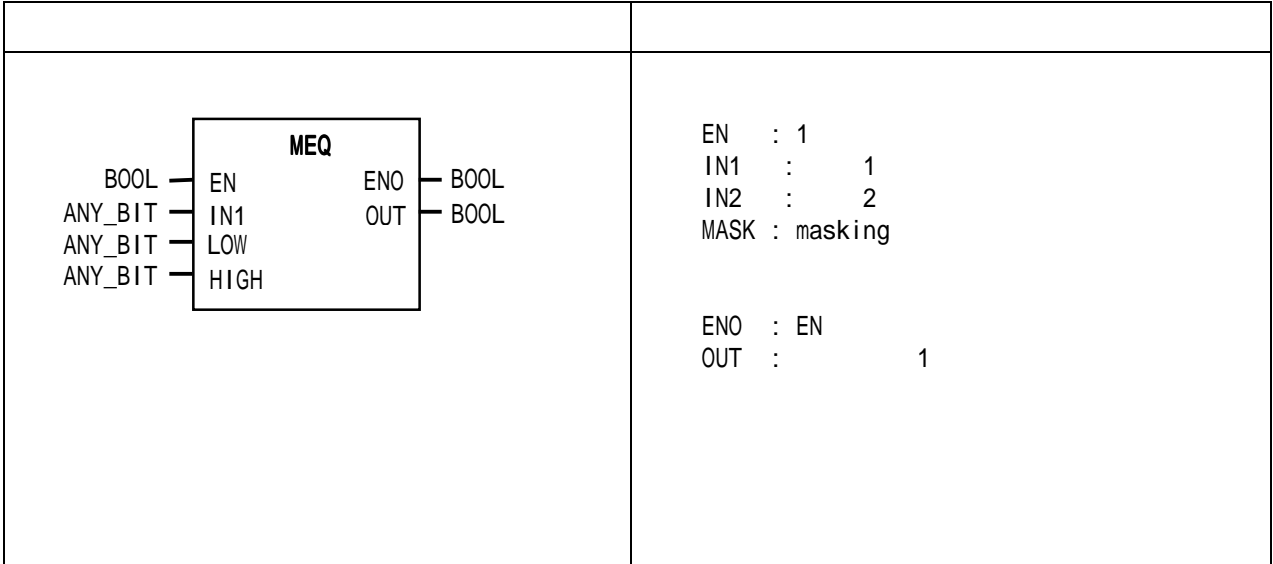 MEQ
BOOL EN ENO BOOL
ANY_BIT IN1 OUT BOOL
ANY_BIT LOW
ANY_BIT HIGH
EN : 1
IN1 : 1
IN2 : 2
MASK : masking
ENO : EN
OUT : 1